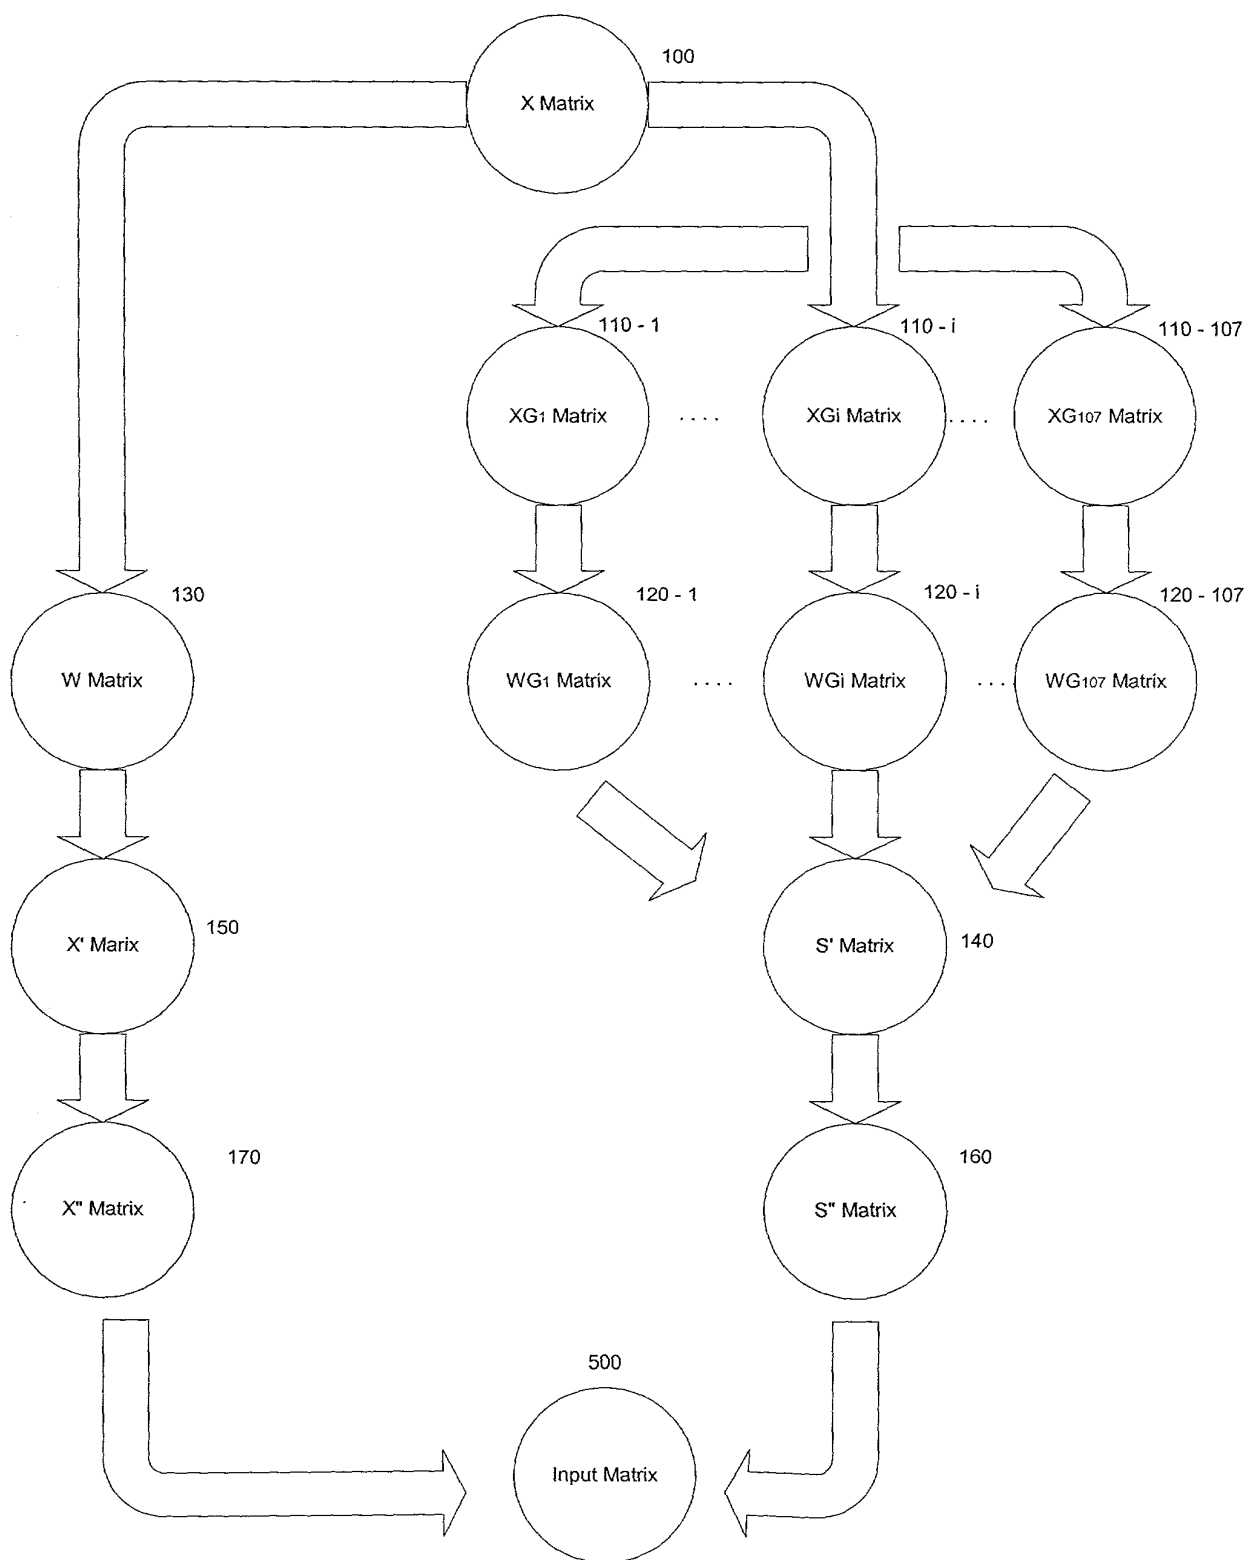 100
X Matrix
110 - 1
110 - i
110 - 107
XG1 Matrix
. . . .
XGi Matrix
. . . .
XG107 Matrix
130
120 - 1
120 - i
120 - 107
W Matrix
WG1 Matrix
. . . .
WGi Matrix
. . . .
WG107 Matrix
X' Marix
150
S' Matrix
140
170
160
X" Matrix
S" Matrix
500
Input Matrix